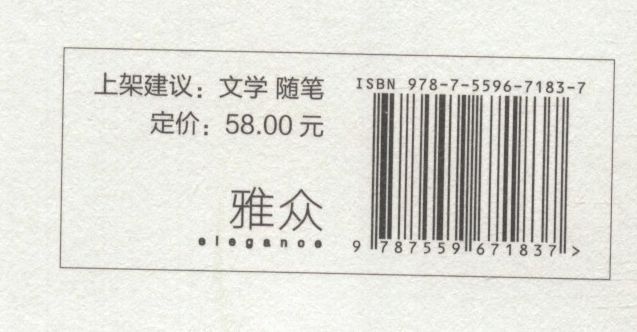 上架建议：文学 随笔
定价：58.00 元
雅众
elegance
ISBN 978-7-5596-7183-7
9 787559 671837 >